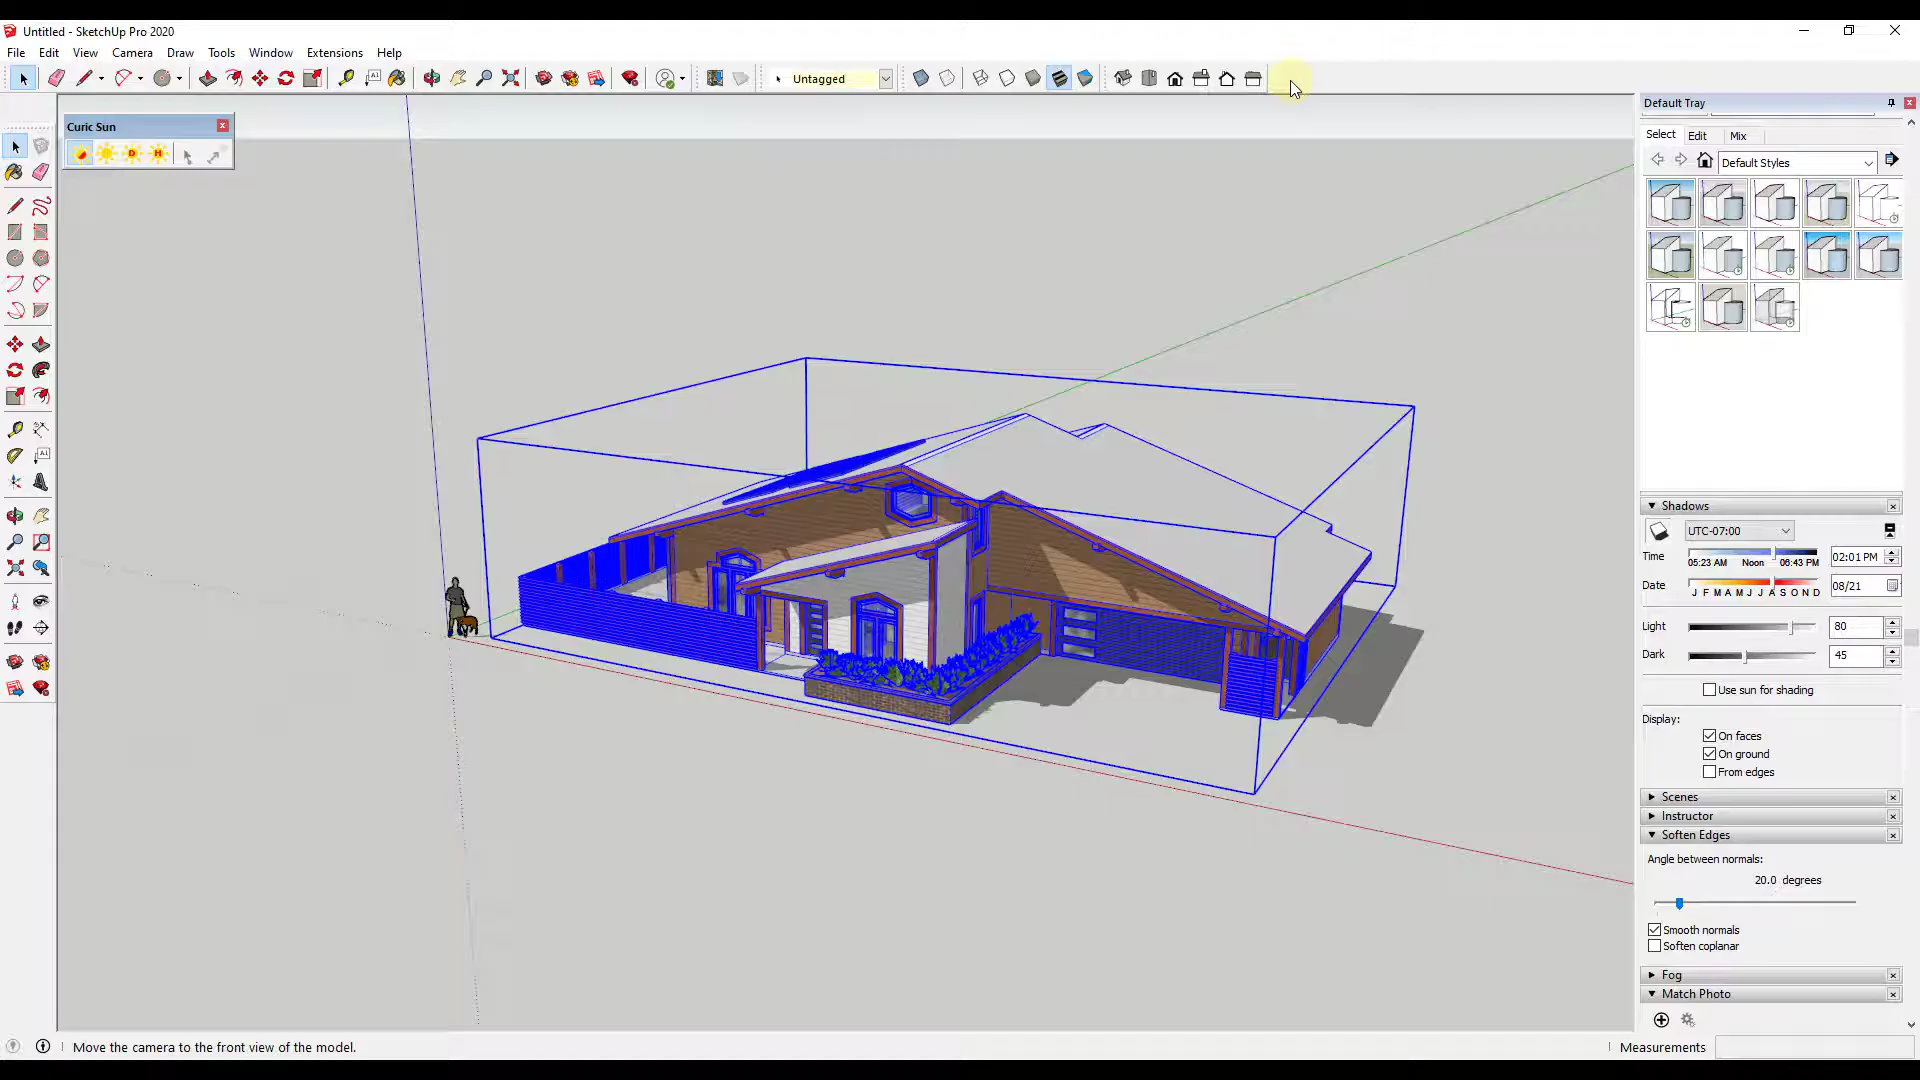 Untitled - SketchUp Pro 2020
File Edit View Camera Draw Tools Window Extensions Help
Untagged
Default Tray
Curic Sun
D H
Select Edit Mix
Default Styles
Shadows
UTC-07:00
Time 05:23 AM Noon 06:43 PM 02:01 PM
Date J F M A M J J A S O N D 08/21
Light 80
Dark 45
Use sun for shading
Display:
On faces
On ground
From edges
Scenes
Instructor
Soften Edges
Angle between normals:
20.0 degrees
Smooth normals
Soften coplanar
Fog
Match Photo
Move the camera to the front view of the model.
Measurements